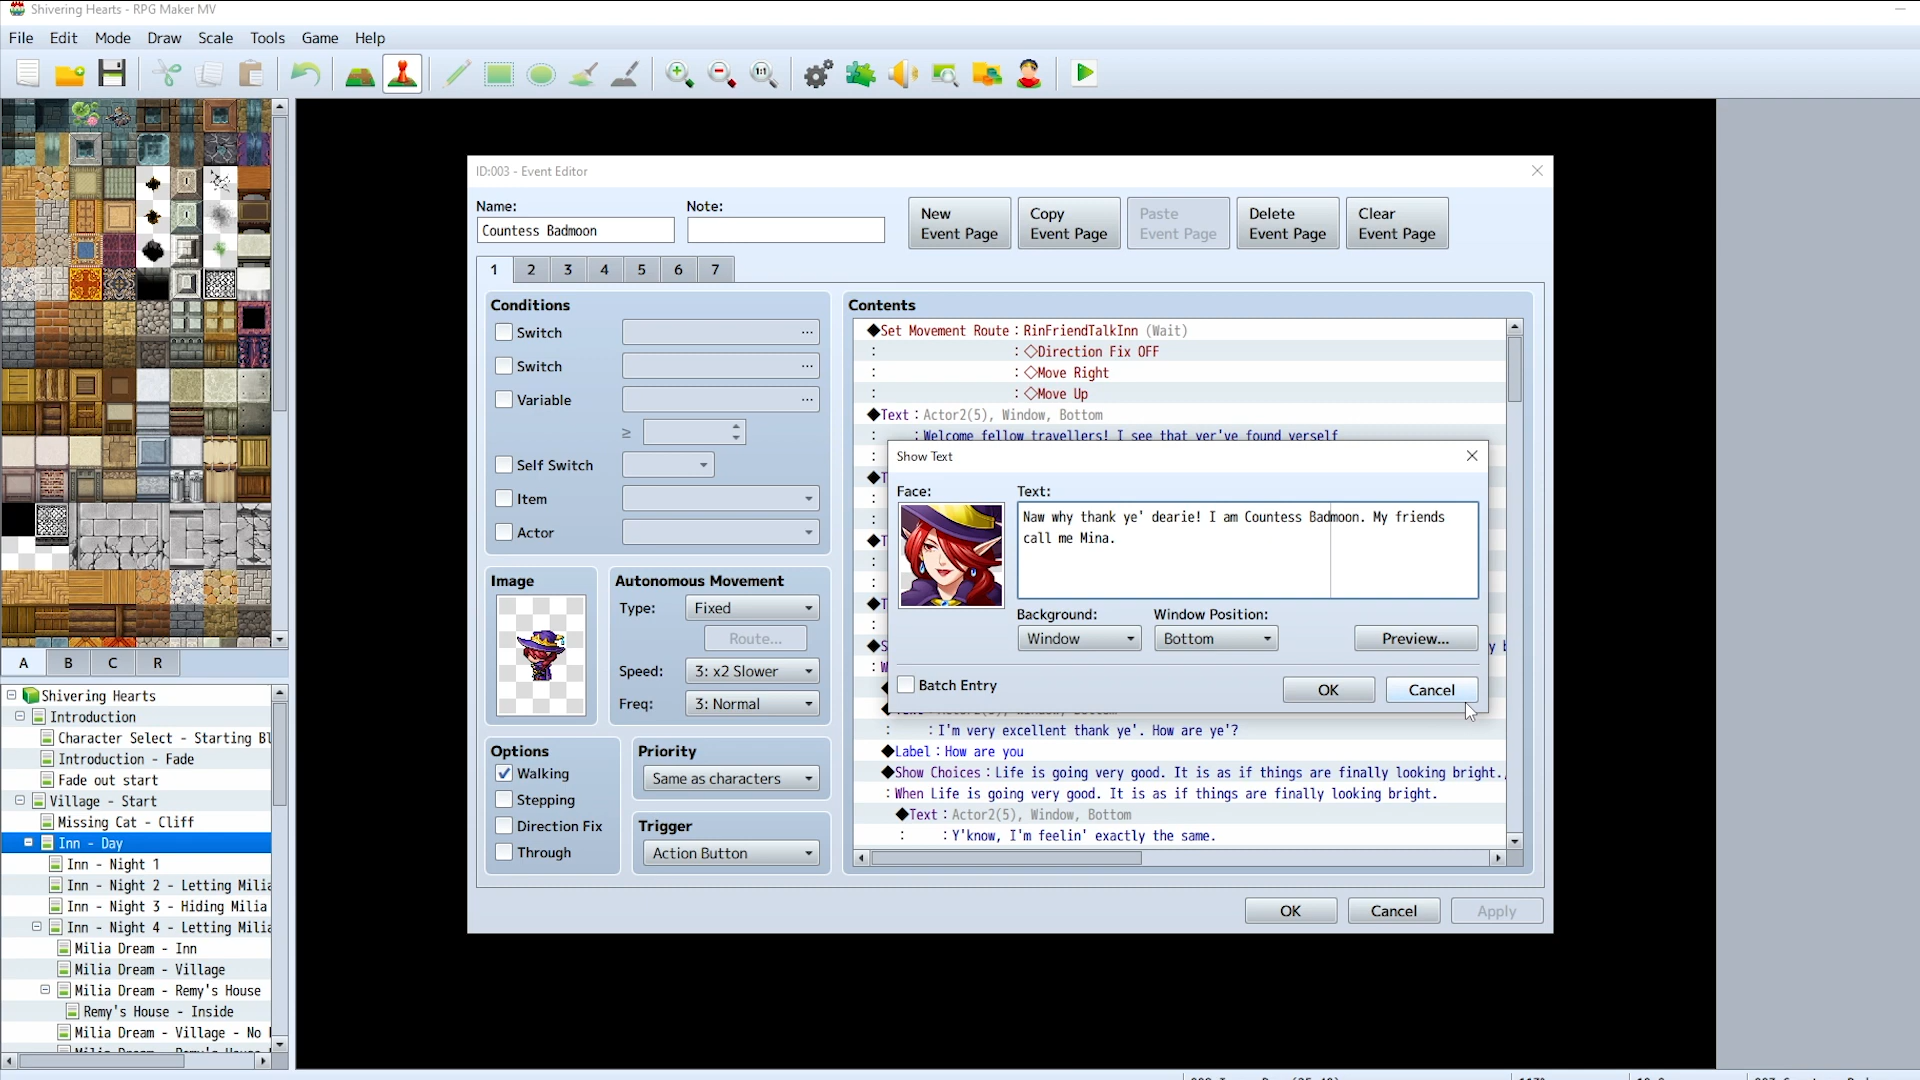 Shivering Hearts - RPG Maker MV
File Edit Mode Draw Scale Tools Game Help
1:1
A B C R
Shivering Hearts
Introduction
Character Select - Starting
Introduction - Fade
Fade out start
Village - Start
Missing Cat - Cliff
Inn - Day
Inn - Night 1
Inn - Night 2 - Letting Milia
Inn - Night 3 - Hiding Milia
Inn - Night 4 - Letting Milia
Milia Dream - Inn
Milia Dream - Village
Milia Dream - Remy's House
Remy's House - Inside
Milia Dream - Village - No
ID:003 - Event Editor
Name:
Countess Badmoon
Note:
New Event Page
Copy Event Page
Paste Event Page
Delete Event Page
Clear Event Page
1 2 3 4 5 6 7
Conditions
Switch ...
Switch ...
Variable ...
≥
Self Switch
Item
Actor
Image
Autonomous Movement
Type: Fixed
Route...
Speed: 3: x2 Slower
Freq: 3: Normal
Options
Walking
Stepping
Direction Fix
Through
Priority
Same as characters
Trigger
Action Button
Contents
◆Set Movement Route : RinFriendTalkInn (Wait)
: : ◇Direction Fix OFF
: : ◇Move Right
: : ◇Move Up
◆Text : Actor2(5), Window, Bottom
: : Welcome fellow travellers! I see that yer've found yerself
Show Text
Face:
Text:
Naw why thank ye' dearie! I am Countess Badmoon. My friends
call me Mina.
Background:
Window
Window Position:
Bottom
Preview...
Batch Entry
OK
Cancel
: : I'm very excellent thank ye'. How are ye'?
◆Label : How are you
◆Show Choices : Life is going very good. It is as if things are finally looking bright.,
: When Life is going very good. It is as if things are finally looking bright.
◆Text : Actor2(5), Window, Bottom
: : Y'know, I'm feelin' exactly the same.
OK
Cancel
Apply